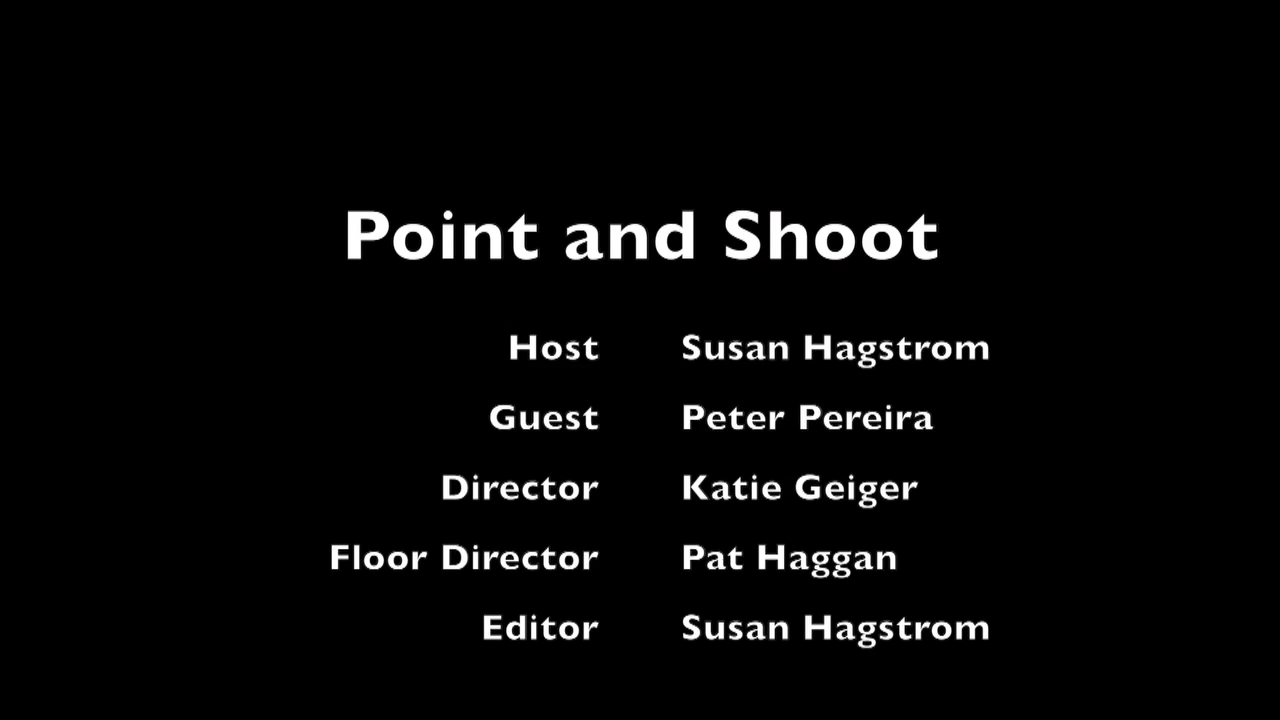 Point and Shoot
Host Susan Hagstrom
Guest Peter Pereira
Director Katie Geiger
Floor Director Pat Haggan
Editor Susan Hagstrom